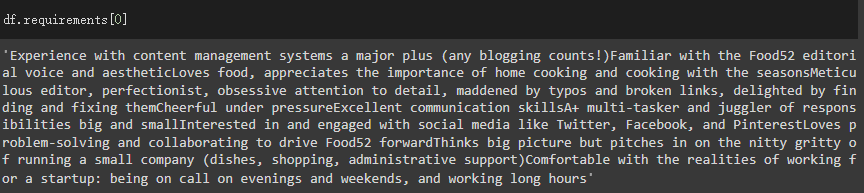 df.requirements[0]
'Experience with content management systems a major plus (any blogging counts!)Familiar with the Food52 editori
al voice and aestheticLoves food, appreciates the importance of home cooking and cooking with the seasonsMeticu
lous editor, perfectionist, obsessive attention to detail, maddened by typos and broken links, delighted by fin
ding and fixing themCheerful under pressureExcellent communication skillsA+ multi-tasker and juggler of respons
ibilities big and smallInterested in and engaged with social media like Twitter, Facebook, and PinterestLoves p
roblem-solving and collaborating to drive Food52 forwardThinks big picture but pitches in on the nitty gritty o
f running a small company (dishes, shopping, administrative support)Comfortable with the realities of working f
or a startup: being on call on evenings and weekends, and working long hours'